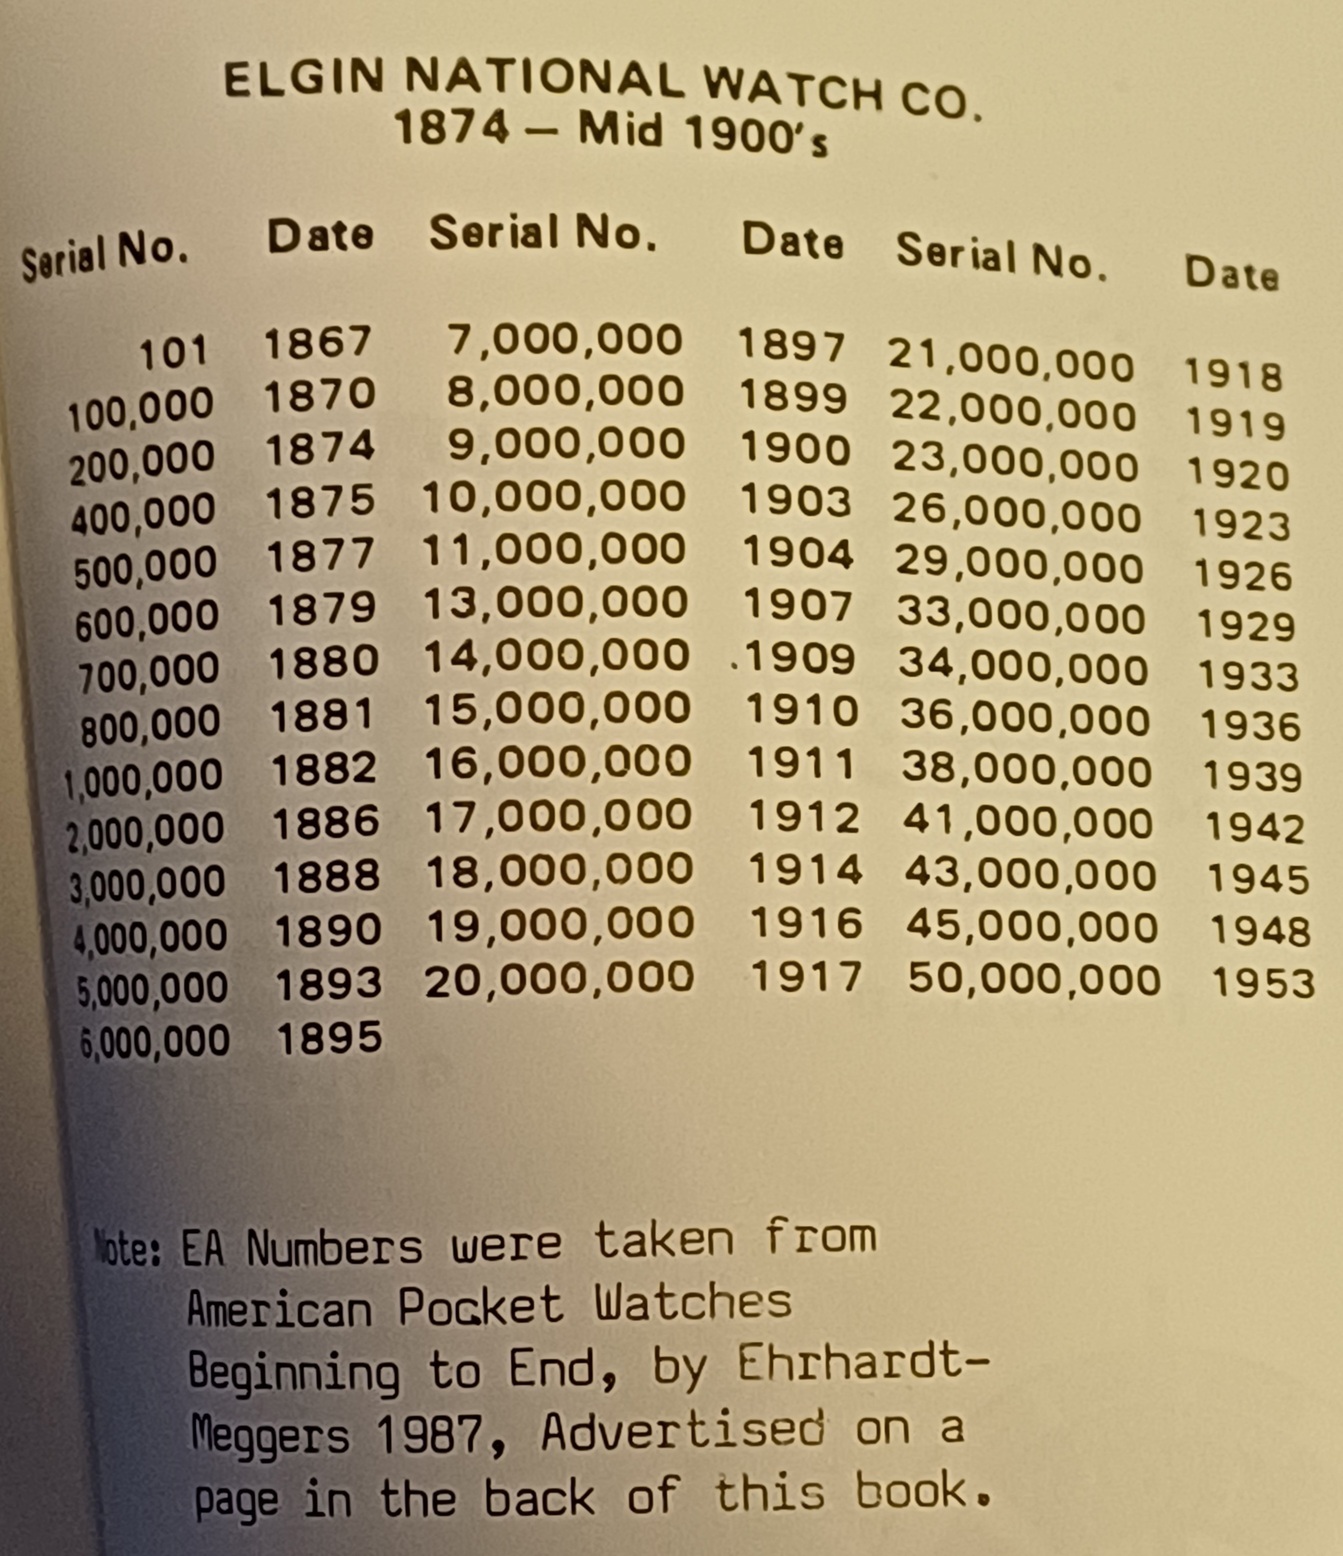 ELGIN NATIONAL WATCH CO.
1874 – Mid 1900's
Serial No. Date Serial No. Date Serial No. Date
101 1867 7,000,000 1897 21,000,000 1918
100,000 1870 8,000,000 1899 22,000,000 1919
200,000 1874 9,000,000 1900 23,000,000 1920
400,000 1875 10,000,000 1903 26,000,000 1923
500,000 1877 11,000,000 1904 29,000,000 1926
600,000 1879 13,000,000 1907 33,000,000 1929
700,000 1880 14,000,000 .1909 34,000,000 1933
800,000 1881 15,000,000 1910 36,000,000 1936
1,000,000 1882 16,000,000 1911 38,000,000 1939
2,000,000 1886 17,000,000 1912 41,000,000 1942
3,000,000 1888 18,000,000 1914 43,000,000 1945
4,000,000 1890 19,000,000 1916 45,000,000 1948
5,000,000 1893 20,000,000 1917 50,000,000 1953
6,000,000 1895
Note: EA Numbers were taken from
American Pocket Watches
Beginning to End, by Ehrhardt-
Meggers 1987, Advertised on a
page in the back of this book.